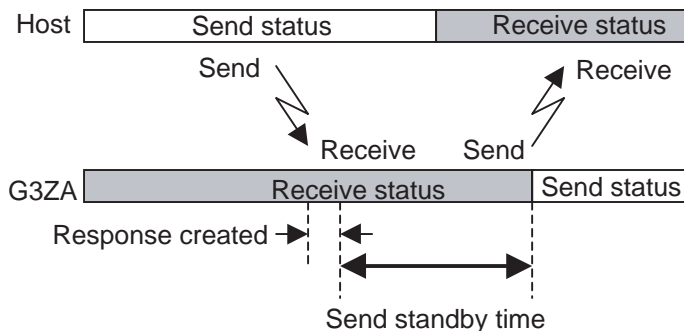 Host
Send status
Receive status
Send
Receive
Receive
Send
G3ZA
Receive status
Send status
Response created
Send standby time